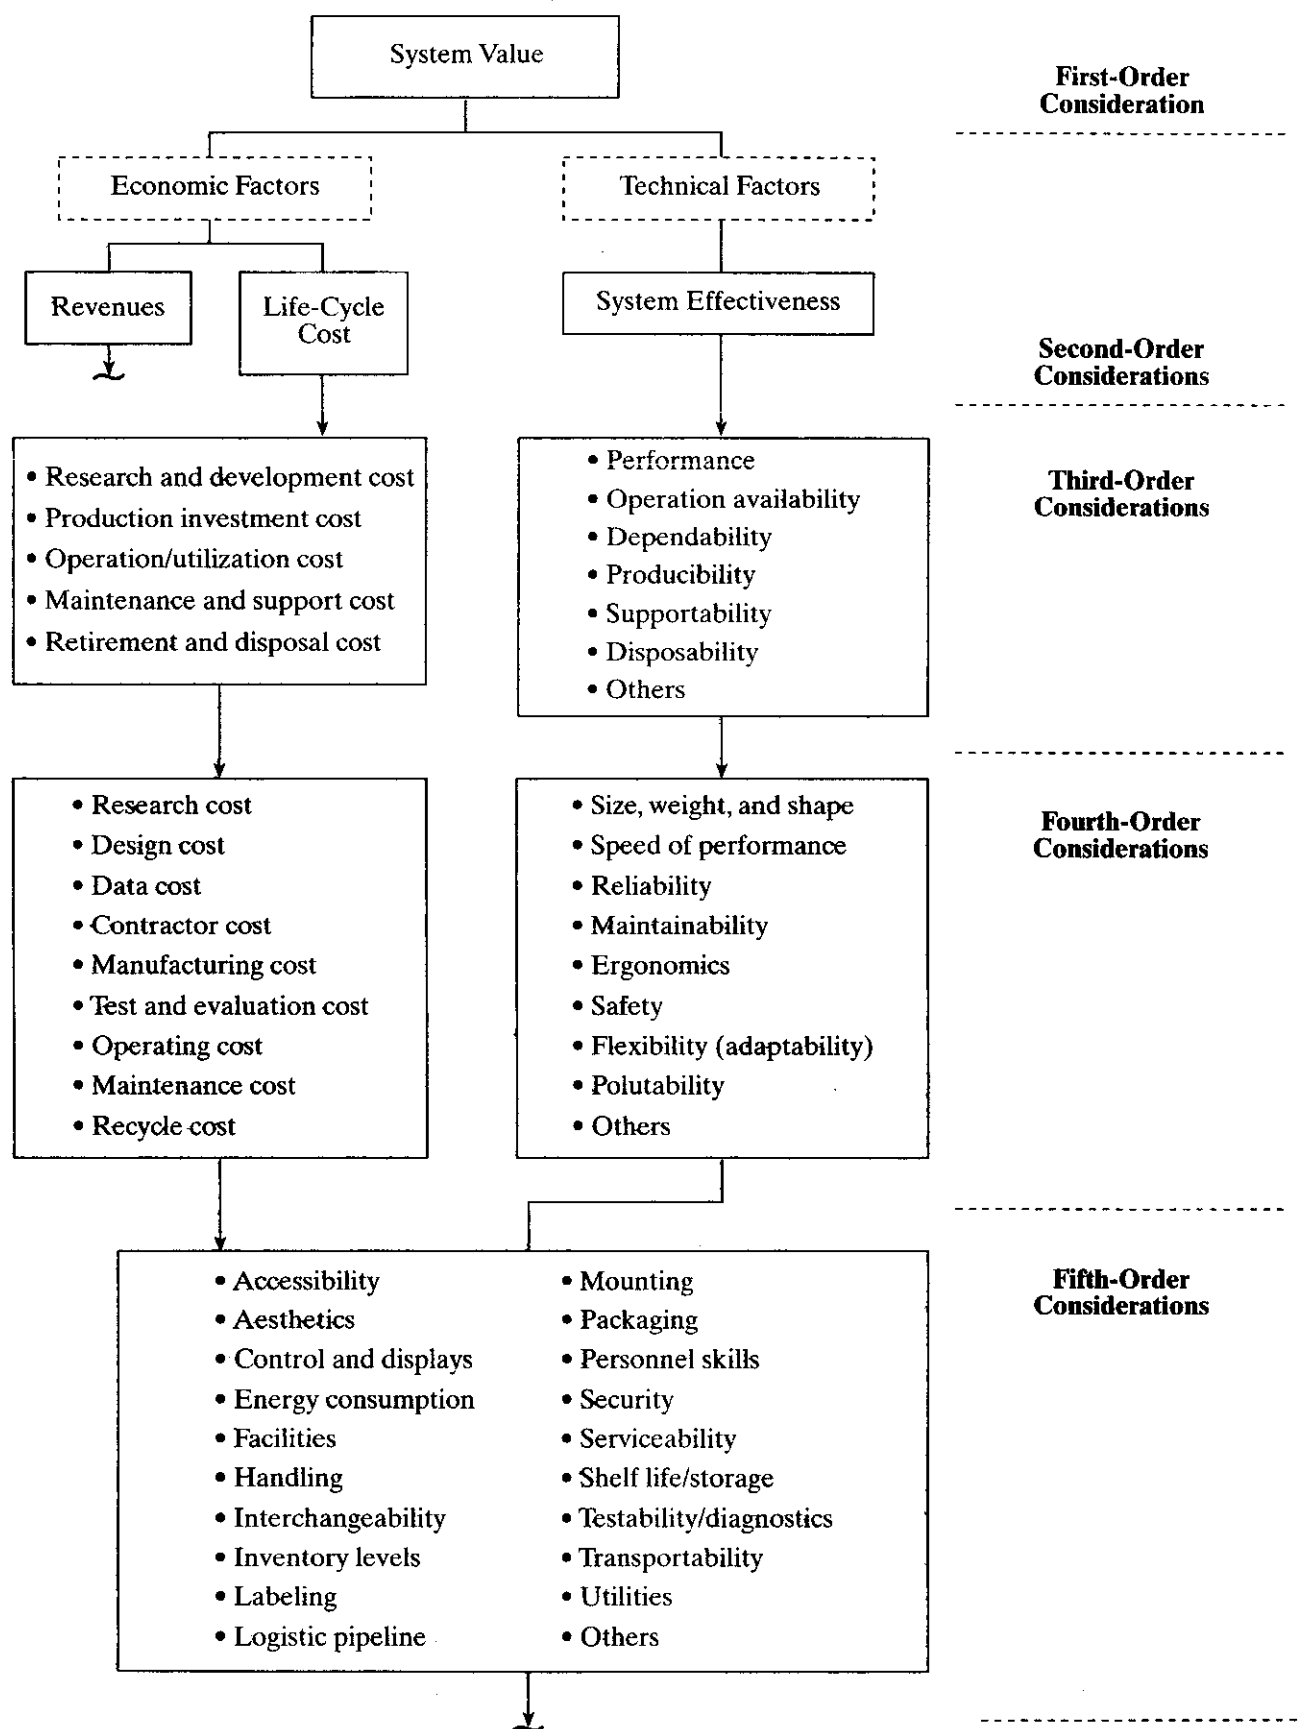 System Value
First-Order
Consideration
Economic Factors
Technical Factors
Revenues
Life-Cycle
Cost
System Effectiveness
Second-Order
Considerations
• Research and development cost
• Production investment cost
• Operation/utilization cost
• Maintenance and support cost
• Retirement and disposal cost
• Performance
• Operation availability
• Dependability
• Producibility
• Supportability
• Disposability
• Others
Third-Order
Considerations
• Research cost
• Design cost
• Data cost
• Contractor cost
• Manufacturing cost
• Test and evaluation cost
• Operating cost
• Maintenance cost
• Recycle cost
• Size, weight, and shape
• Speed of performance
• Reliability
• Maintainability
• Ergonomics
• Safety
• Flexibility (adaptability)
• Polutability
• Others
Fourth-Order
Considerations
• Accessibility
• Aesthetics
• Control and displays
• Energy consumption
• Facilities
• Handling
• Interchangeability
• Inventory levels
• Labeling
• Logistic pipeline
• Mounting
• Packaging
• Personnel skills
• Security
• Serviceability
• Shelf life/storage
• Testability/diagnostics
• Transportability
• Utilities
• Others
Fifth-Order
Considerations